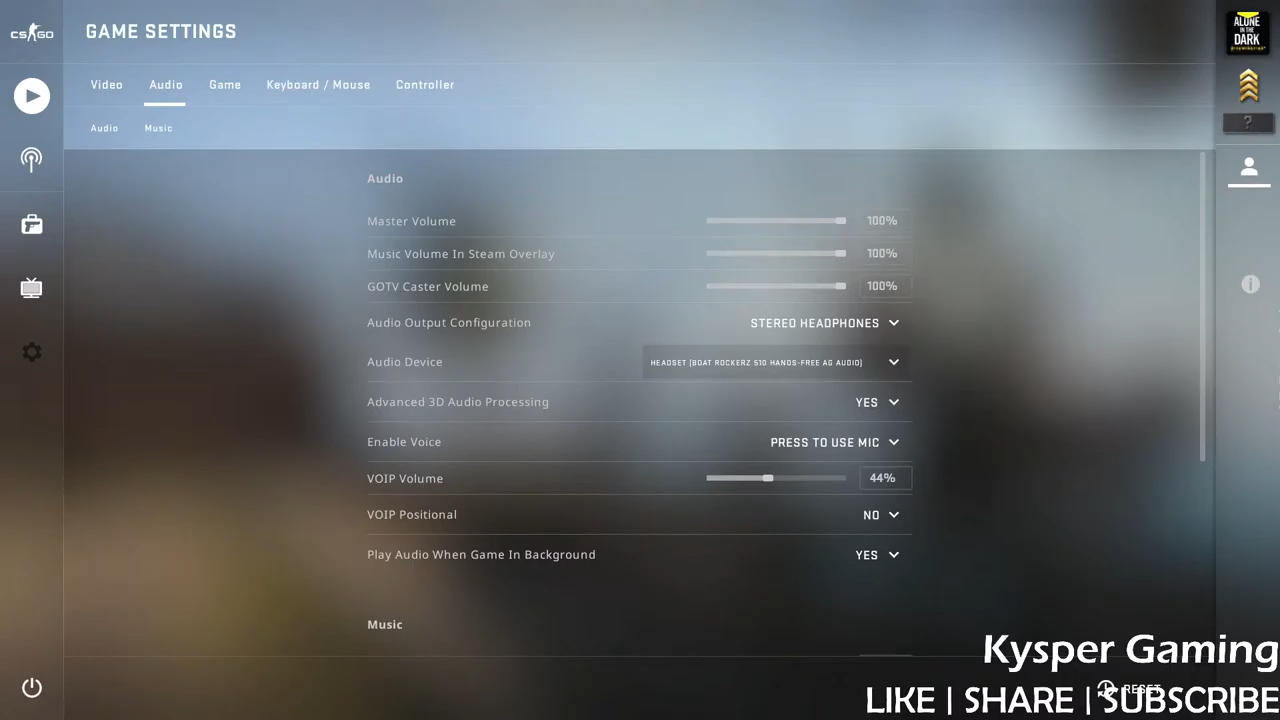 CS GO
GAME SETTINGS
ALONE
IN THE
DARK
Video Audio Game Keyboard / Mouse Controller
?
Audio Music
Audio
Master Volume 100%
Music Volume In Steam Overlay 100%
GOTV Caster Volume 100%
Audio Output Configuration STEREO HEADPHONES
Audio Device HEADSET (BOAT ROCKERZ 510 HANDS-FREE AG AUDIO)
Advanced 3D Audio Processing YES
Enable Voice PRESS TO USE MIC
VOIP Volume 44%
VOIP Positional NO
Play Audio When Game In Background YES
Music
Kysper Gaming
RESET
LIKE | SHARE | SUBSCRIBE